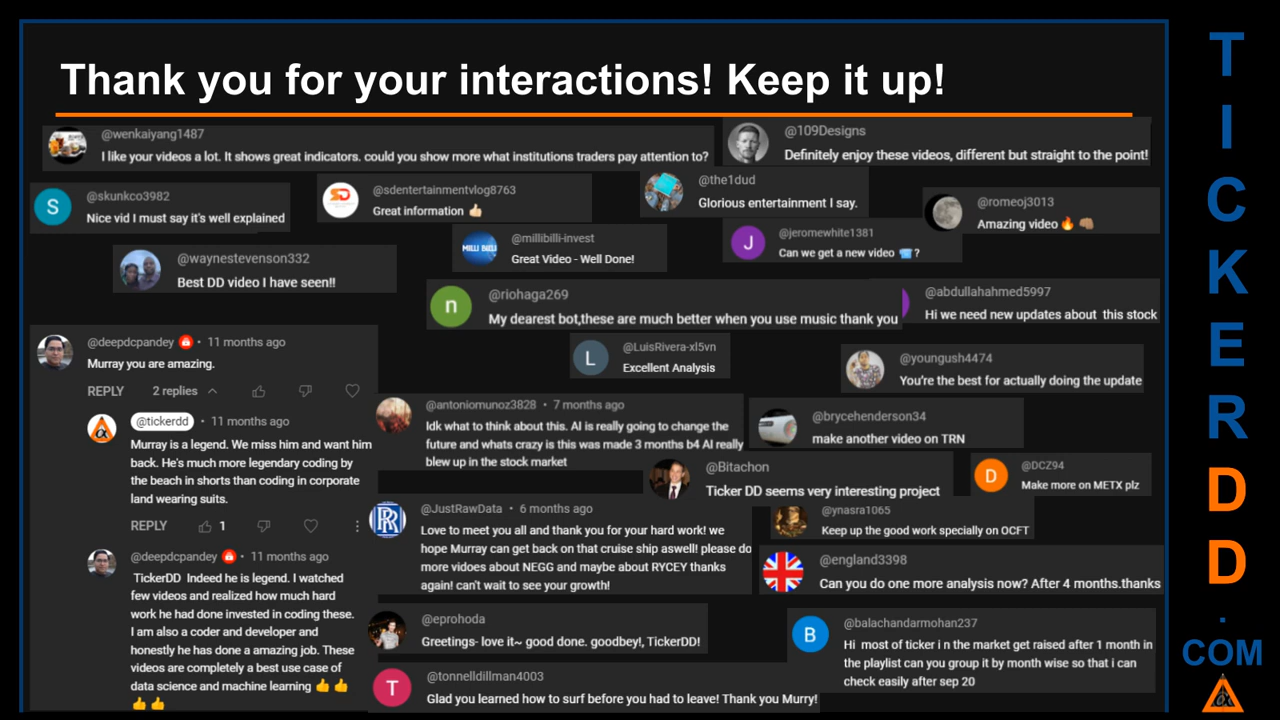 Thank you for your interactions! Keep it up!
@wenkaiyang1487
I like your videos a lot. It shows great indicators. could you show more what institutions traders pay attention to?
@109Designs
Definitely enjoy these videos, different but straight to the point!
@skunkco3982
Nice vid I must say it's well explained
@sdentertainmentvlog8763
Great information 👍🏻
@the1dud
Glorious entertainment I say.
@romeoj3013
Amazing video 🔥 👊🏽
@millibilli-invest
Great Video - Well Done!
@jeromewhite1381
Can we get a new video ?
@waynestevenson332
Best DD video I have seen!!
@riohaga269
My dearest bot,these are much better when you use music thank you
@abdullahahmed5997
Hi we need new updates about this stock
@LuisRivera-xl5vn
Excellent Analysis
@youngush4474
You're the best for actually doing the update
@deepdcpandey • 11 months ago
Murray you are amazing.
REPLY 2 replies
@tickerdd • 11 months ago
Murray is a legend. We miss him and want him
back. He's much more legendary coding by
the beach in shorts than coding in corporate
land wearing suits.
REPLY 1
@deepdcpandey • 11 months ago
TickerDD Indeed he is legend. I watched
few videos and realized how much hard
work he had done invested in coding these.
I am also a coder and developer and
honestly he has done a amazing job. These
videos are completely a best use case of
data science and machine learning 👍 👍
👍 👍
@antoniomunoz3828 • 7 months ago
Idk what to think about this. AI is really going to change the
future and whats crazy is this was made 3 months b4 AI really
blew up in the stock market
@brycehenderson34
make another video on TRN
@Bitachon
Ticker DD seems very interesting project
@DCZ94
Make more on METX plz
@JustRawData • 6 months ago
Love to meet you all and thank you for your hard work! we
hope Murray can get back on that cruise ship aswell! please do
more vidoes about NEGG and maybe about RYCEY thanks
again! can't wait to see your growth!
@ynasra1065
Keep up the good work specially on OCFT
@england3398
Can you do one more analysis now? After 4 months.thanks
@eprohoda
Greetings- love it~ good done. goodbey!, TickerDD!
@balachandarmohan237
Hi most of ticker i n the market get raised after 1 month in
the playlist can you group it by month wise so that i can
check easily after sep 20
@tonnelldillman4003
Glad you learned how to surf before you had to leave! Thank you Murry!
S
MILLI BILLI
J
n
L
D
B
T
T
I
C
K
E
R
D
D
.
COM